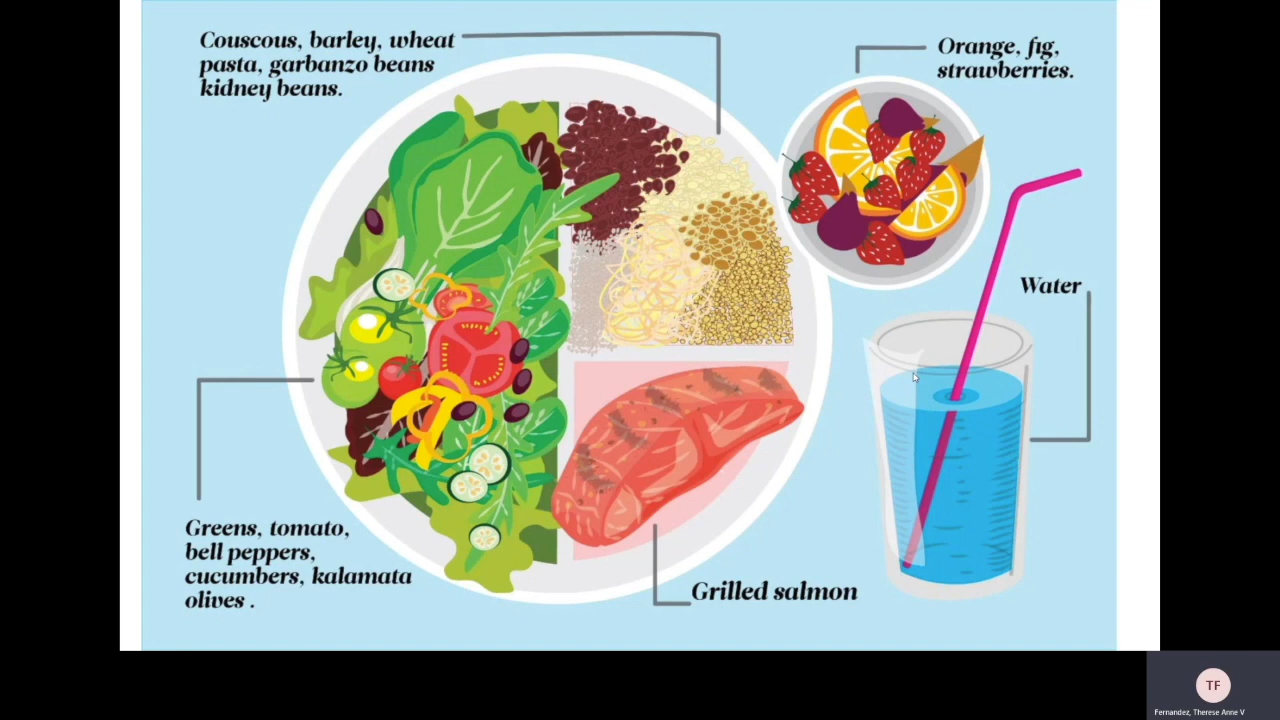 Couscous, barley, wheat
pasta, garbanzo beans
kidney beans.
Orange, fig,
strawberries.
Water
Greens, tomato,
bell peppers,
cucumbers, kalamata
olives .
Grilled salmon
TF
Fernandez, Therese Anne V